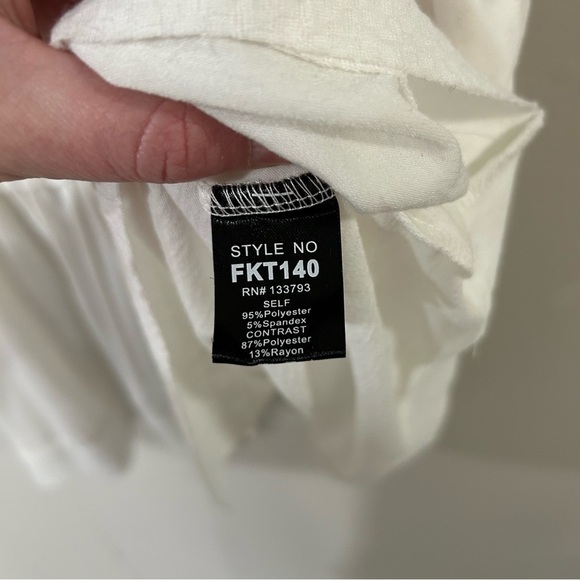 STYLE NO
FKT140
RN# 133793
SELF
95%Polyester
5%Spandex
CONTRAST
87%Polyester
13%Rayon